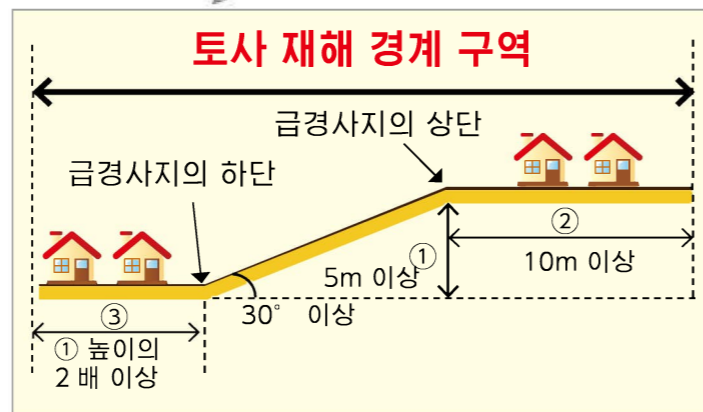 토사 재해 경계 구역
급경사지의 상단
급경사지의 하단
②
10m 이상
①
5m 이상
30° 이상
③
① 높이의
2 배 이상